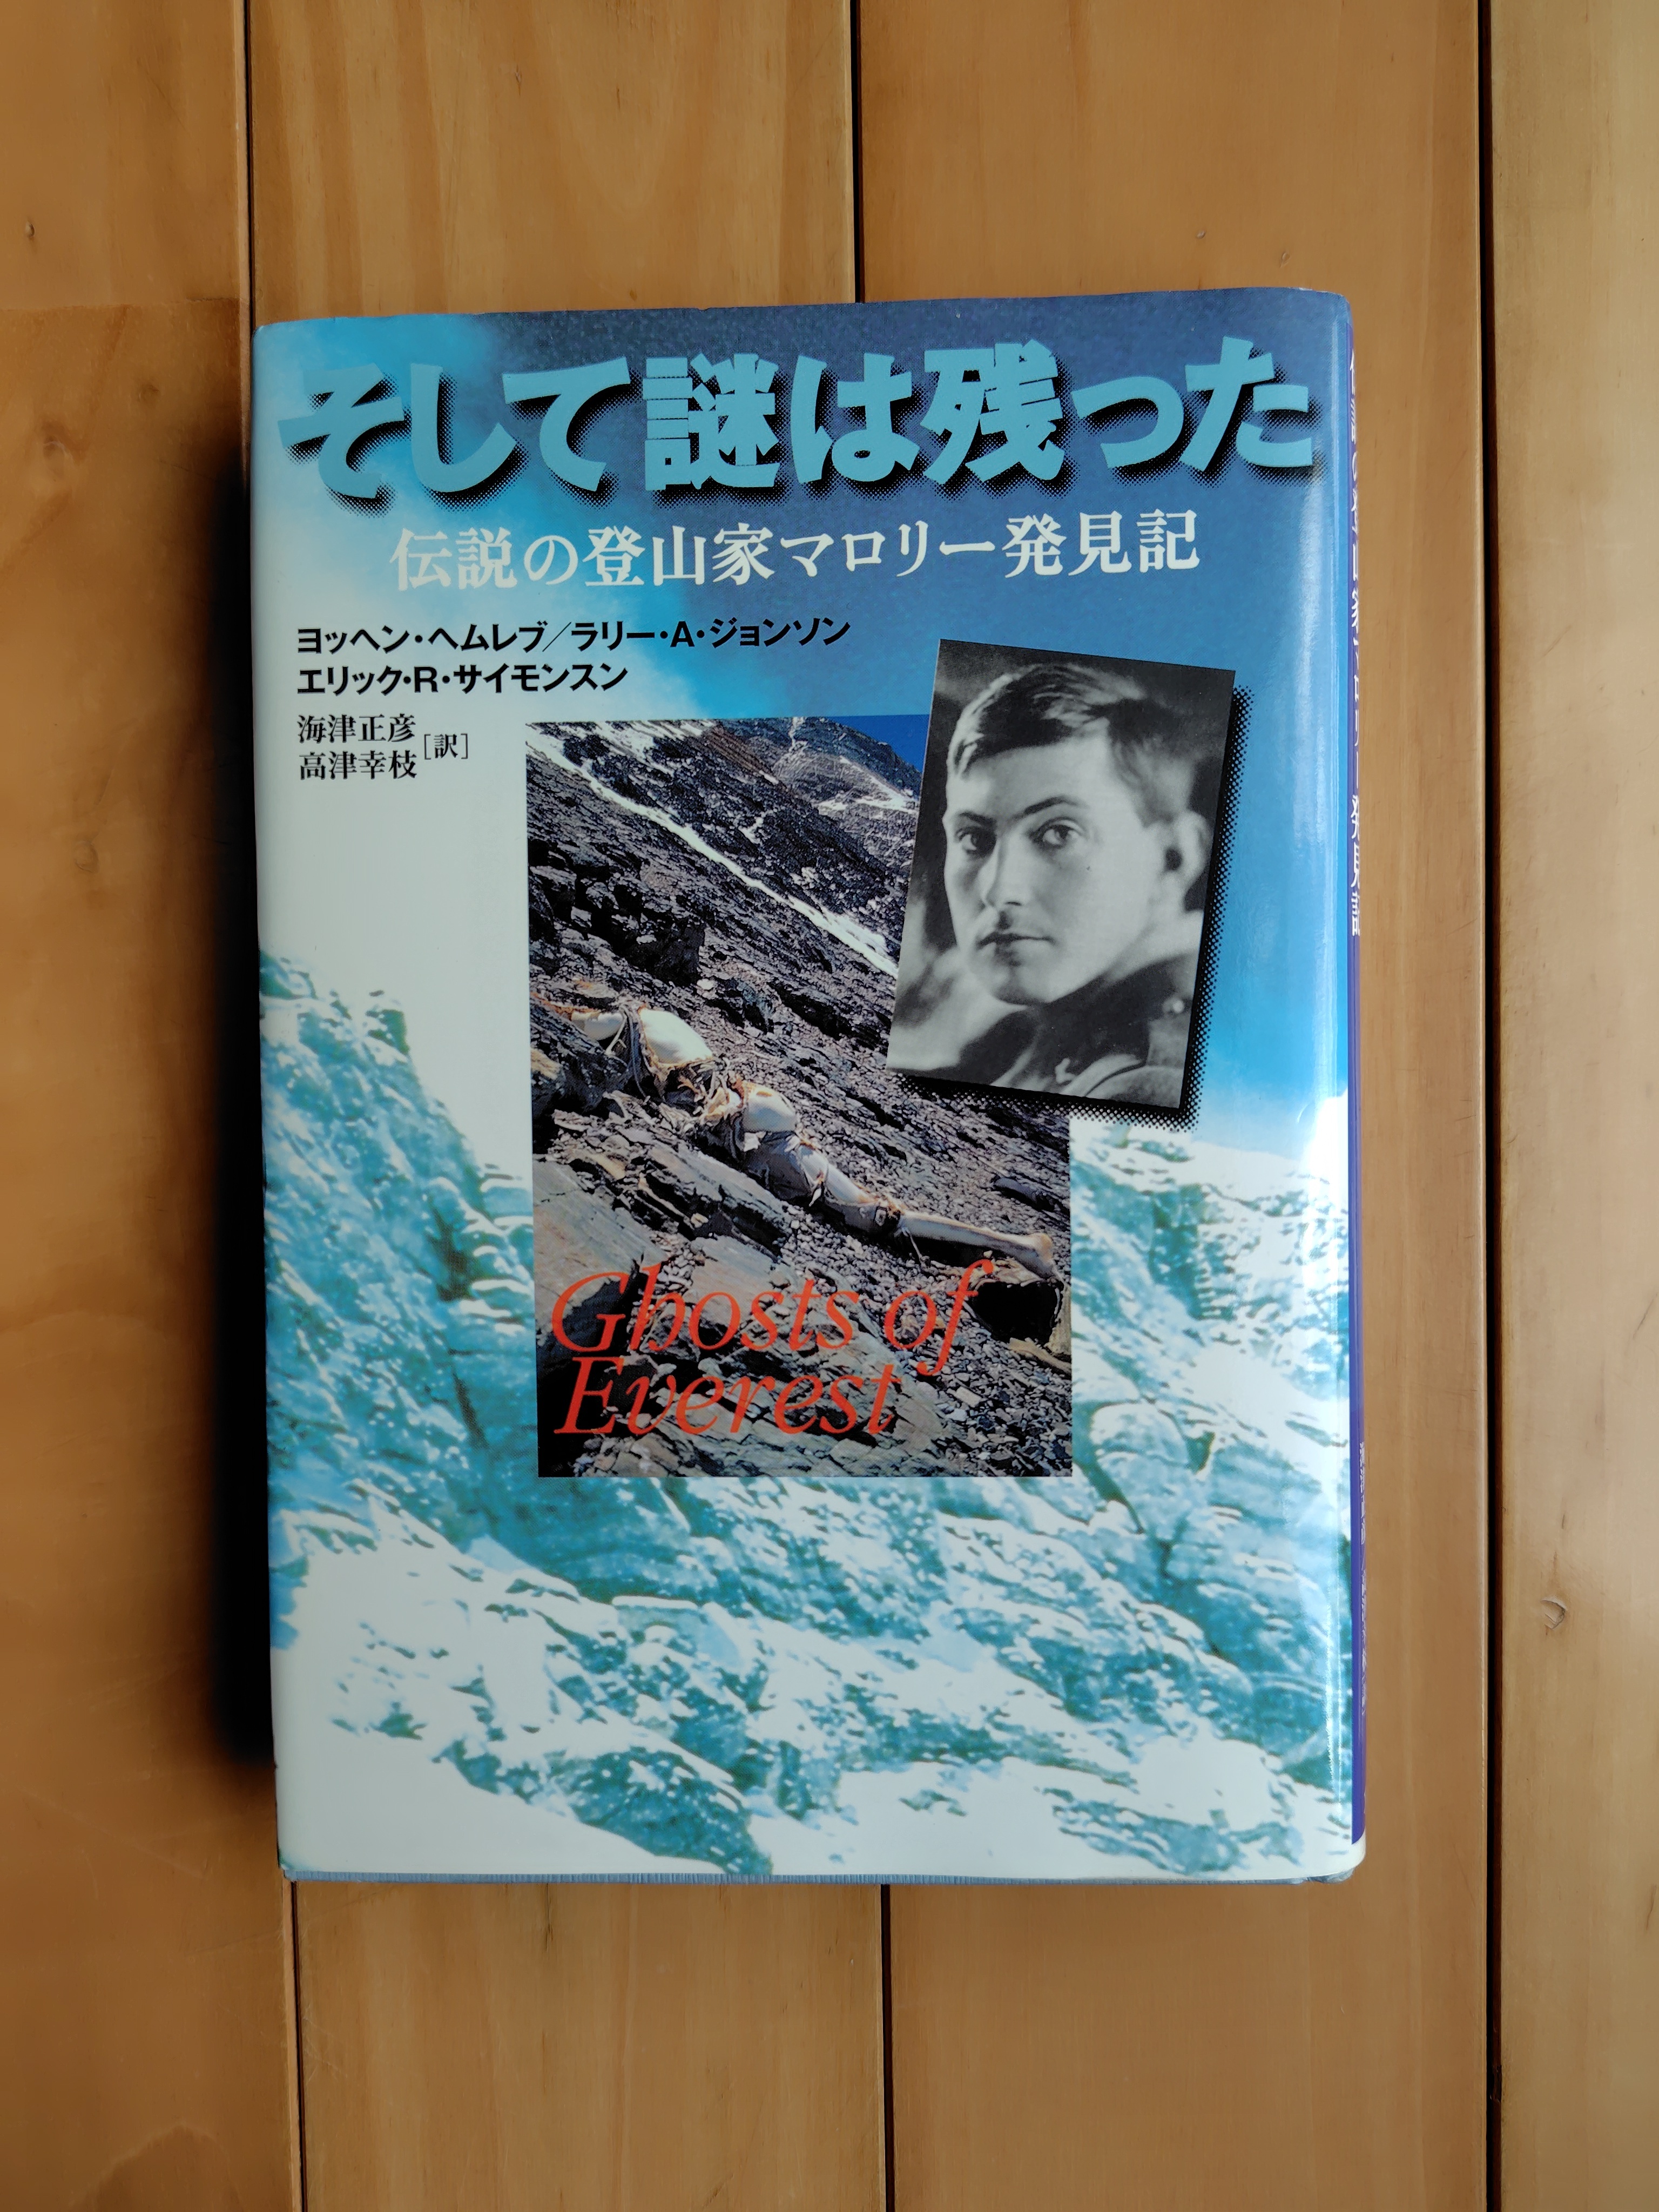 そして謎は残った
伝説の登山家マロリー発見記
ヨッヘン・ヘムレブ／ラリー・A・ジョンソン
エリック・R・サイモンスン
海津正彦
高津幸枝
[訳]
Ghosts of
Everest